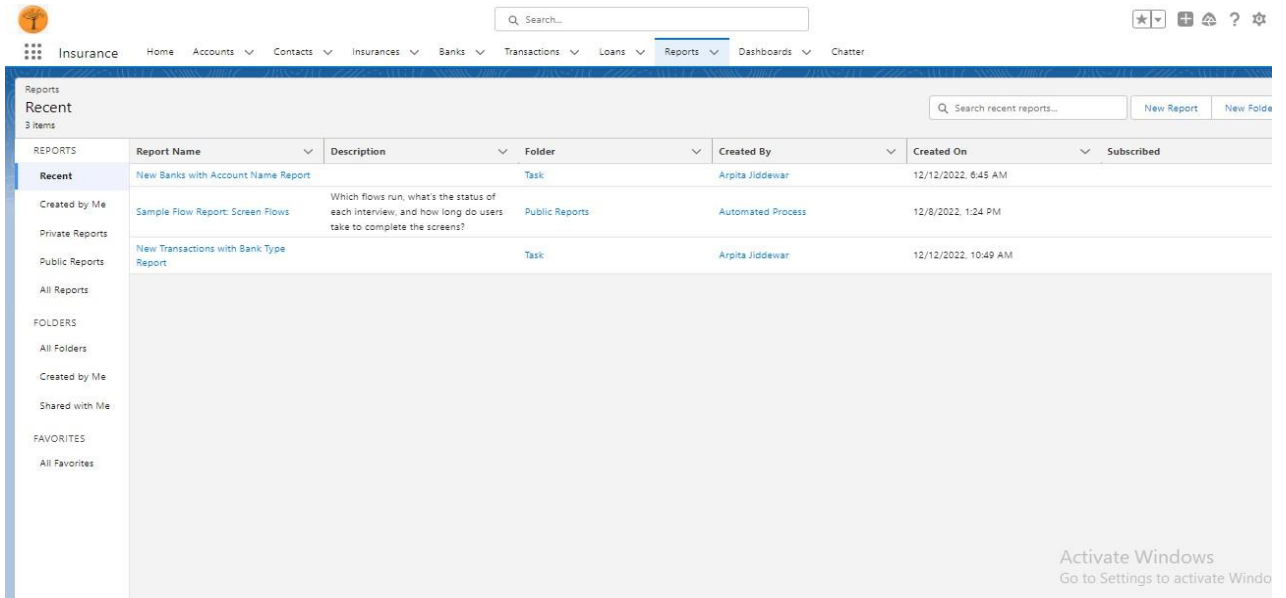 Search...
Insurance Home Accounts Contacts Insurances Banks Transactions Loans Reports Dashboards Chatter
Reports
Recent
3 items
Search recent reports...
New Report
New Folde
REPORTS
Recent
Created by Me
Private Reports
Public Reports
All Reports
FOLDERS
All Folders
Created by Me
Shared with Me
FAVORITES
All Favorites
Report Name Description Folder Created By Created On Subscribed
New Banks with Account Name Report Task Arpita Jiddewar 12/12/2022, 6:45 AM
Sample Flow Report: Screen Flows
Which flows run, what's the status of
each interview, and how long do users
take to complete the screens?
Public Reports Automated Process 12/8/2022, 1:24 PM
New Transactions with Bank Type
Report
Task Arpita Jiddewar 12/12/2022, 10:49 AM
Activate Windows
Go to Settings to activate Windo